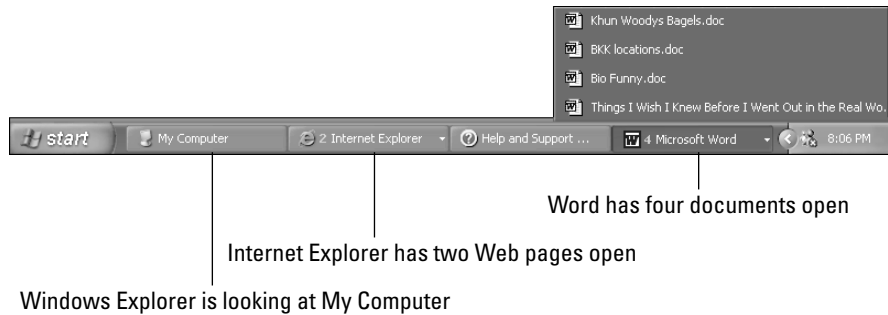 Khun Woodys Bagels.doc
BKK locations.doc
Bio Funny.doc
Things I Wish I Knew Before I Went Out in the Real Wo.
start My Computer 2 Internet Explorer Help and Support ... 4 Microsoft Word 8:06 PM
Word has four documents open
Internet Explorer has two Web pages open
Windows Explorer is looking at My Computer